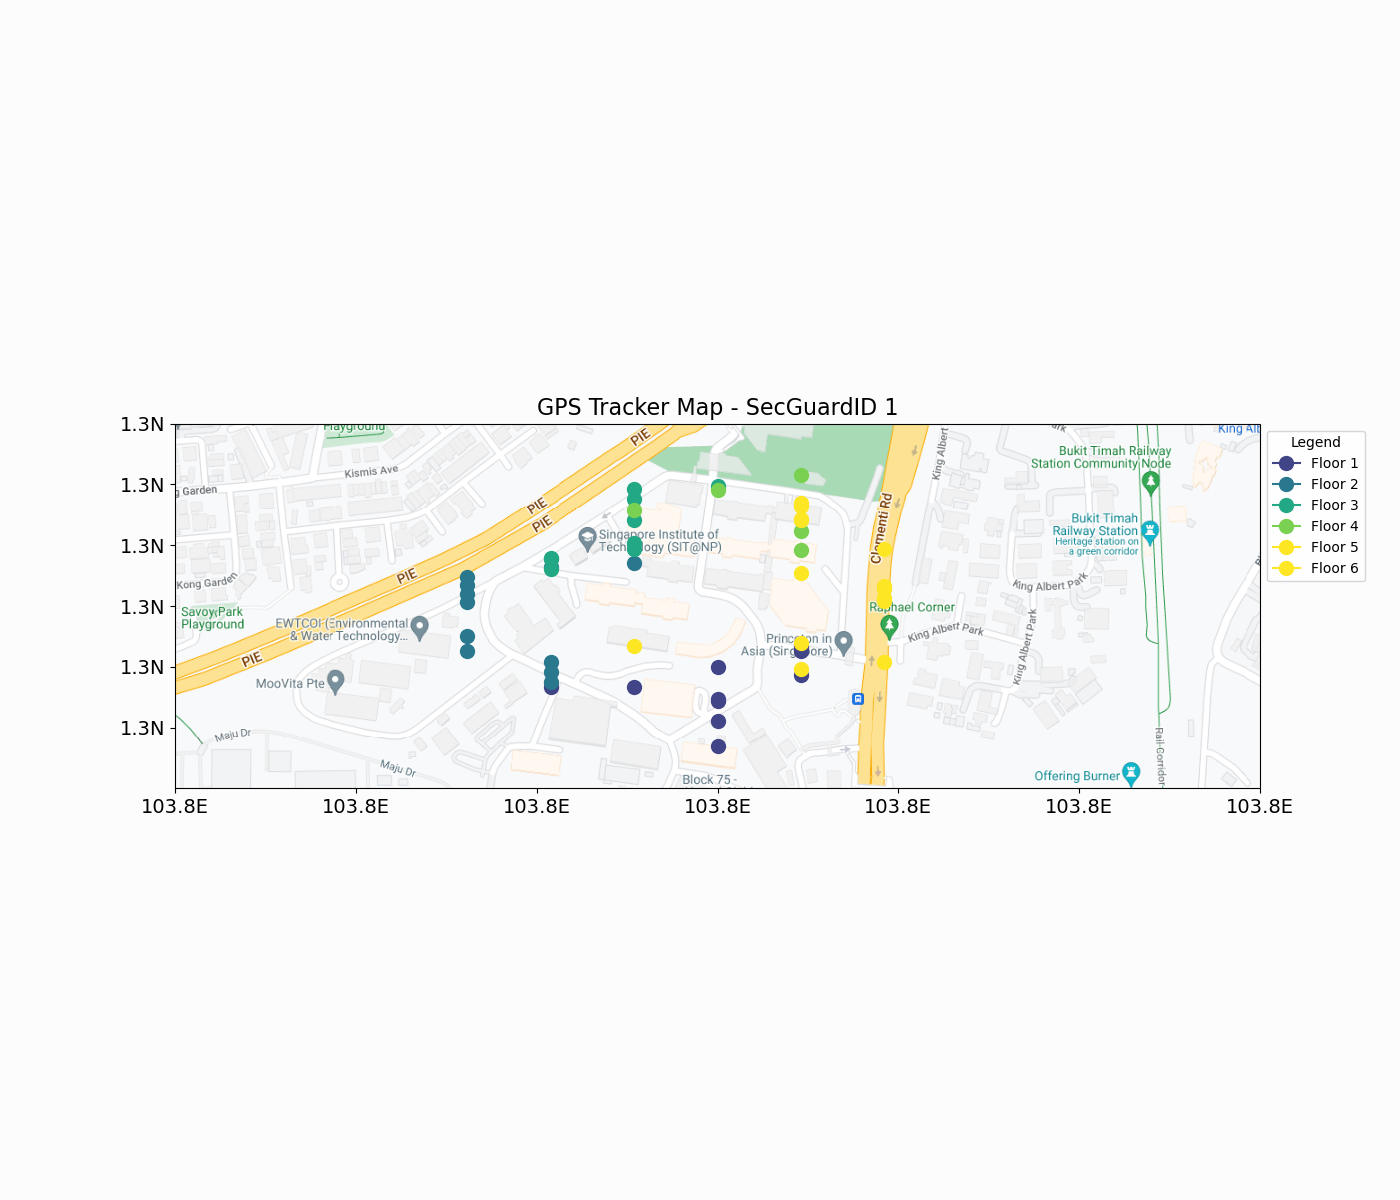 GPS Tracker Map - SecGuardID 1
1.3N
1.3N
1.3N
1.3N
1.3N
1.3N
103.8E
103.8E
103.8E
103.8E
103.8E
103.8E
103.8E
Legend
Floor 1
Floor 2
Floor 3
Floor 4
Floor 5
Floor 6
Playground
Kismis Ave
Garden
Kong Garden
Savoy Park
Playground
PIE
PIE
PIE
PIE
PIE
EWTCOI (Environmental
& Water Technology...
MooVita Pte
Maju Dr
Maju Dr
Singapore Institute of
Technology (SIT@NP)
Princeton in
Asia (Singapore)
Block 75 -
Clementi Rd
Raphael Corner
King Albert
King Albert Park
King Albert Park
King Albert Park
Bukit Timah Railway
Station Community Node
Bukit Timah
Railway Station
Heritage station on
a green corridor
Rail Corridor
Offering Burner
King Alb